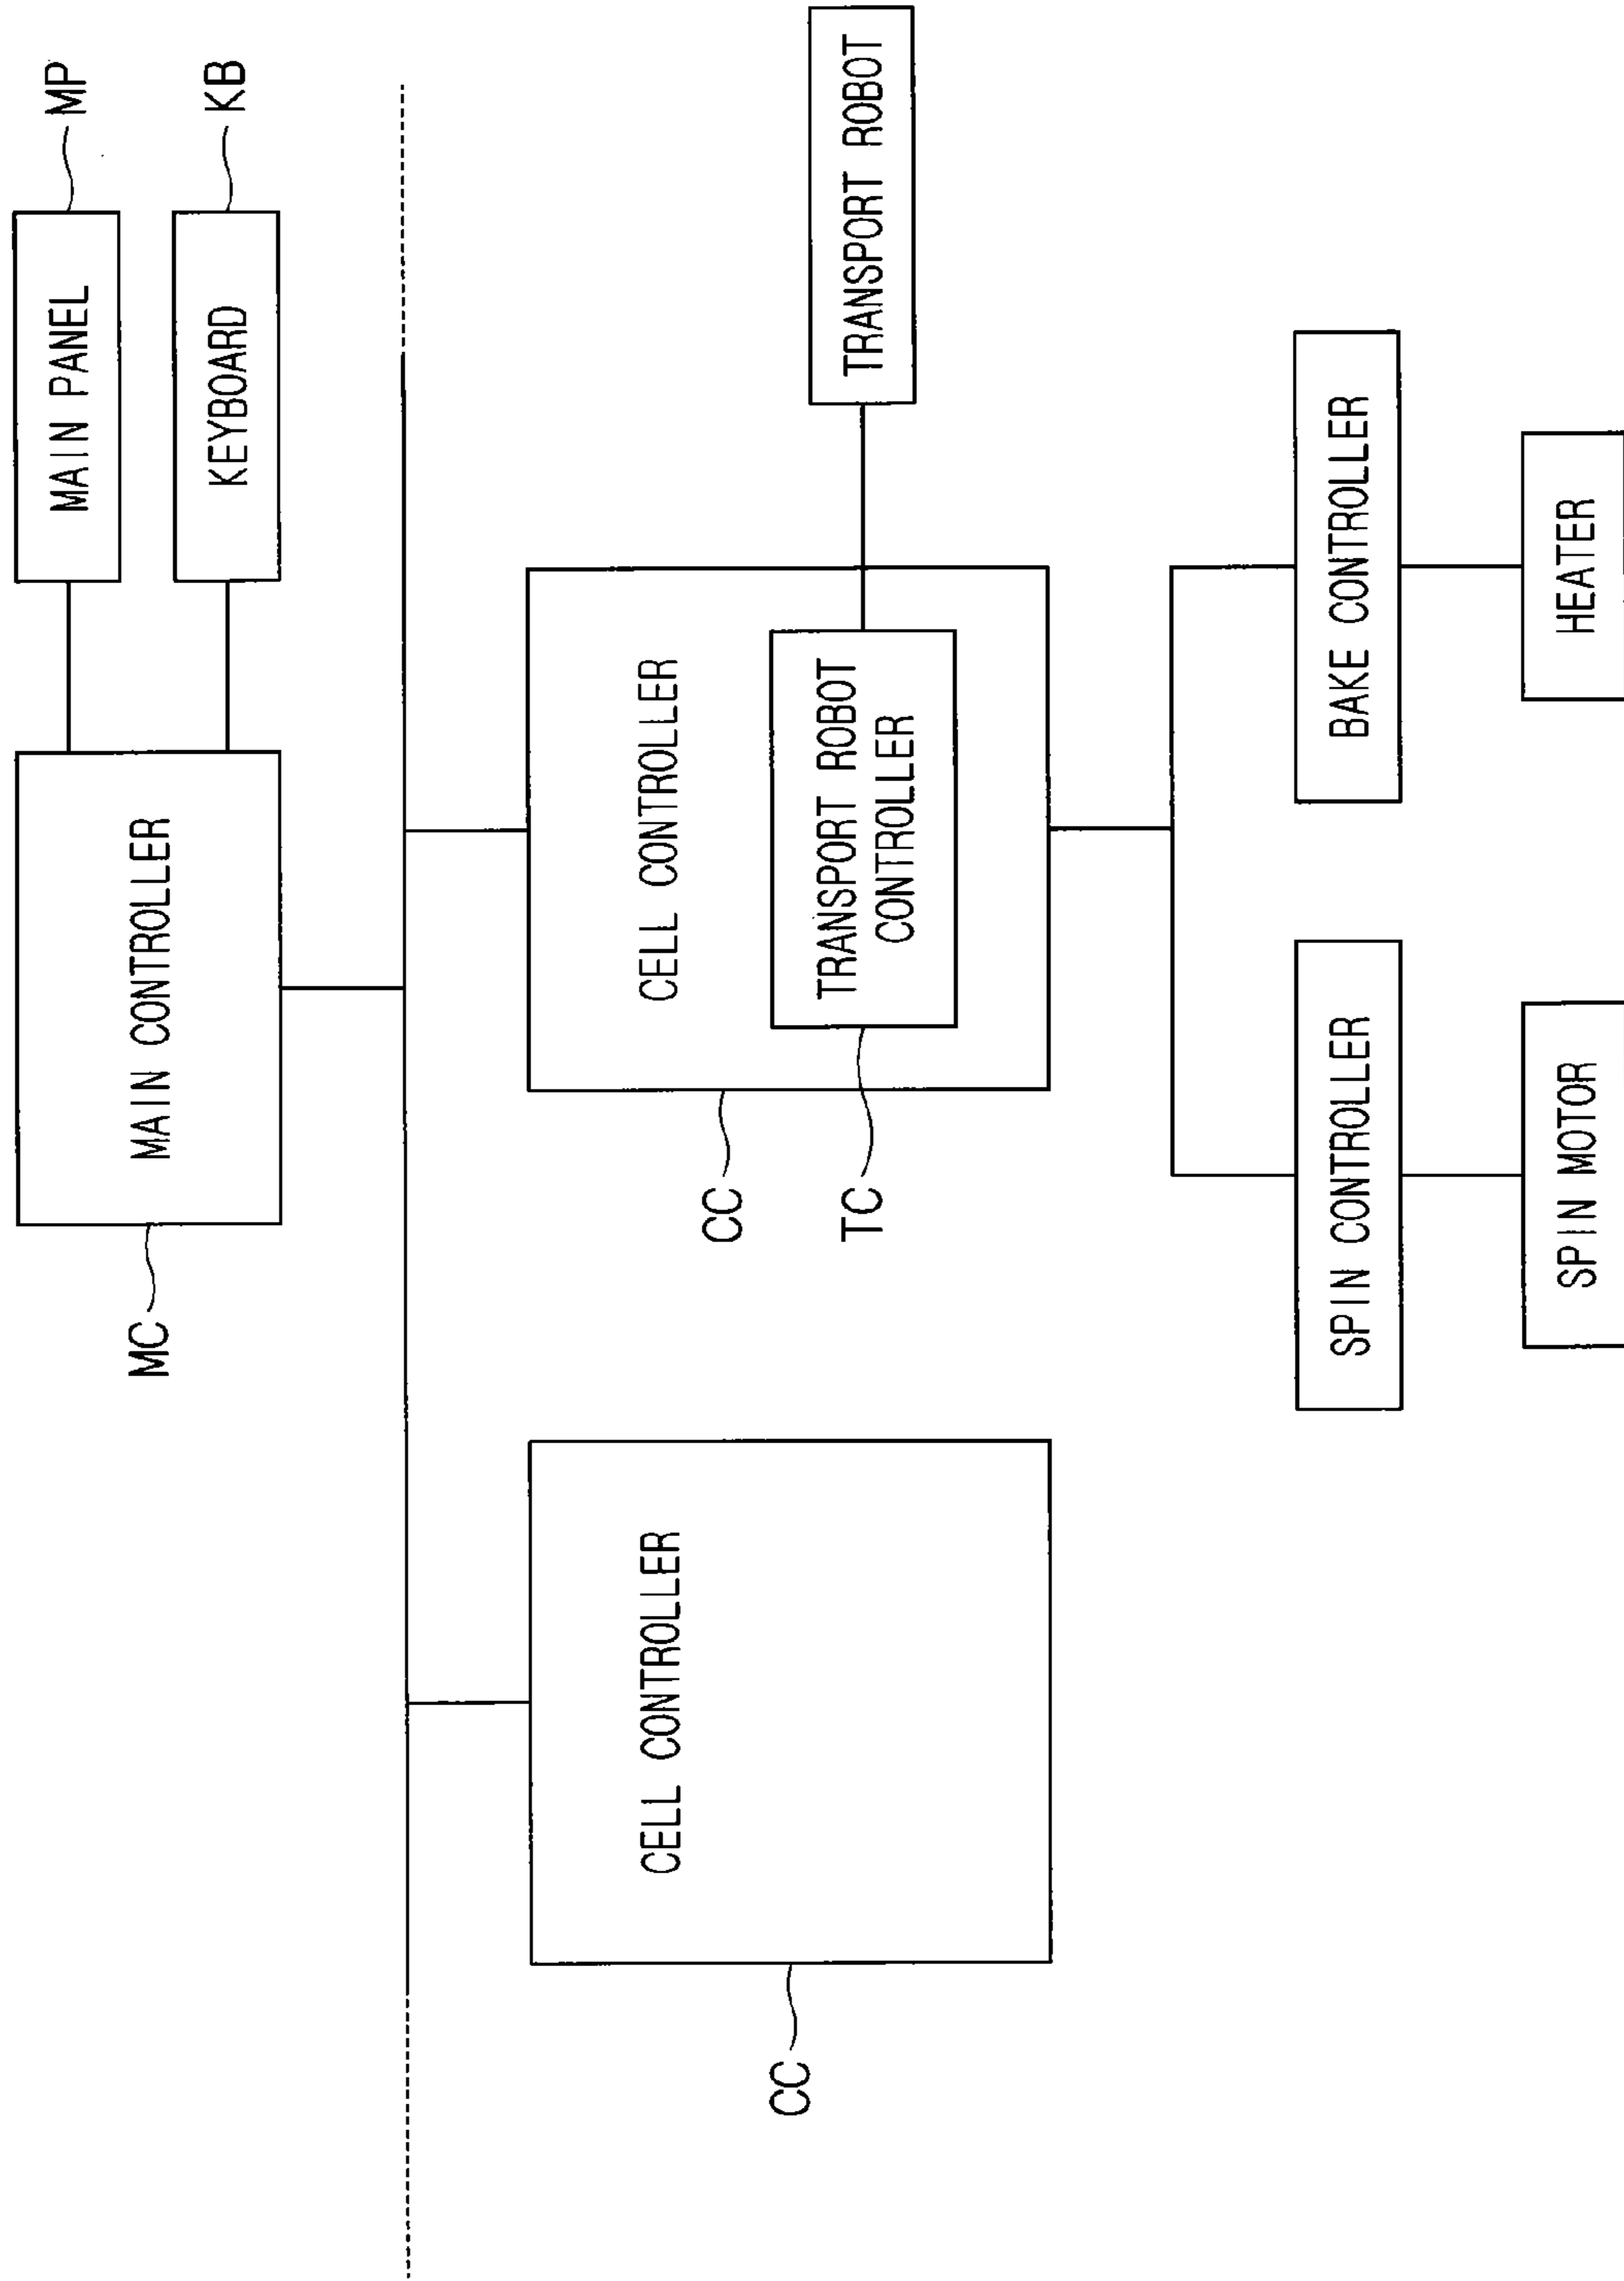 MAIN PANEL
MP
KEYBOARD
KB
MAIN CONTROLLER
MC
CELL CONTROLLER
TRANSPORT ROBOT
CONTROLLER
CC
TC
TRANSPORT ROBOT
CELL CONTROLLER
CC
SPIN CONTROLLER
BAKE CONTROLLER
SPIN MOTOR
HEATER